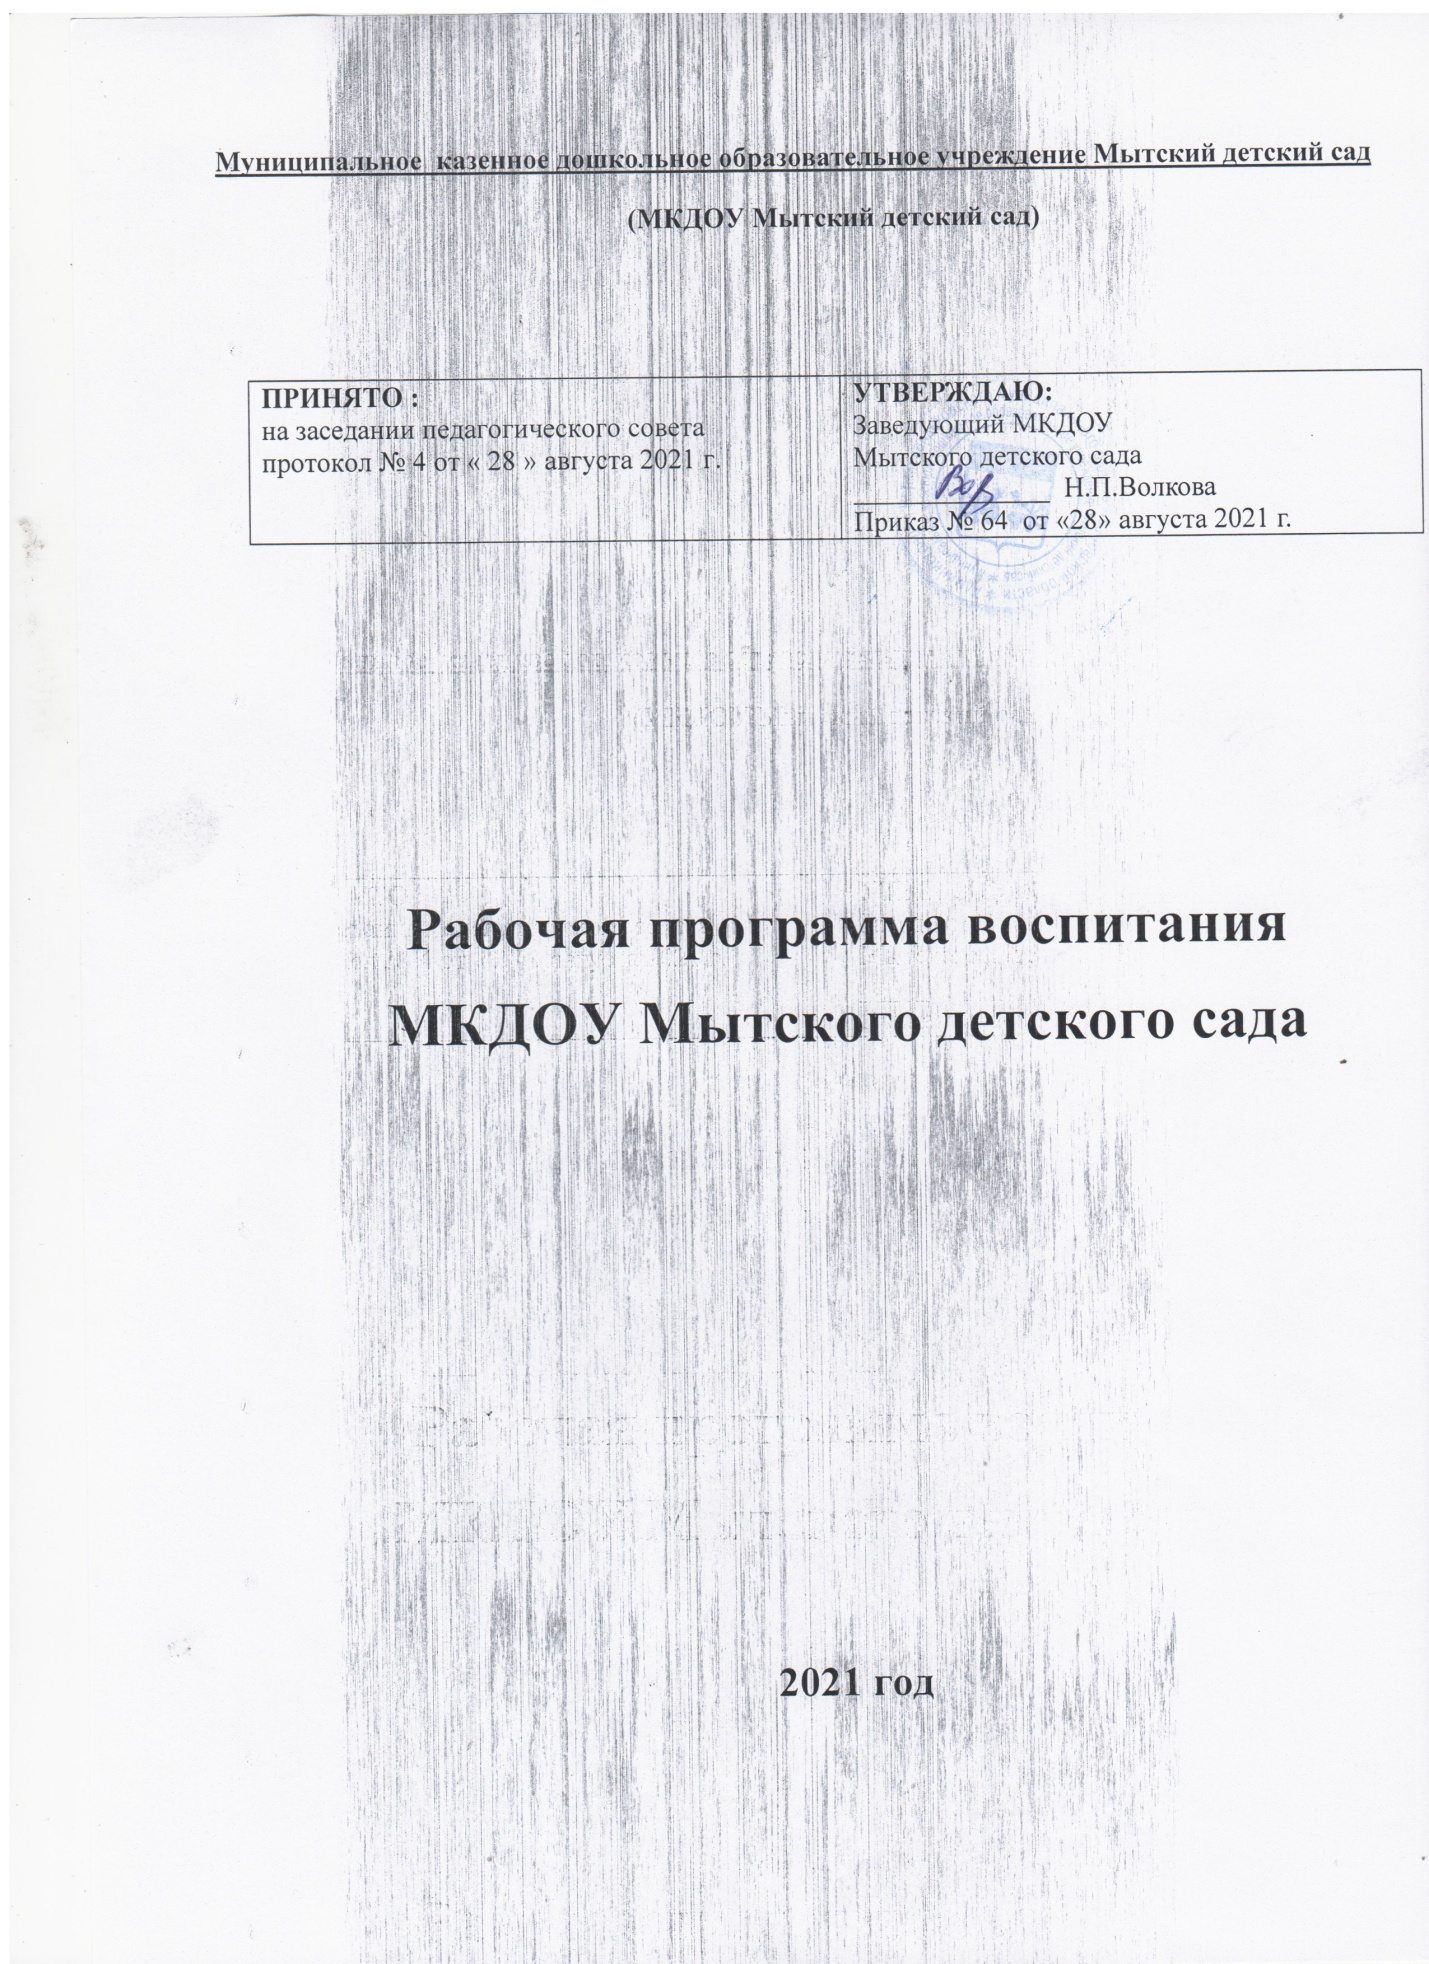 Муниципальное казенное дошкольное образовательное учреждение Мытский детский сад
(МКДОУ Мытский детский сад)
ПРИНЯТО :
на заседании педагогического совета
протокол № 4 от « 28 » августа 2021 г.
УТВЕРЖДАЮ:
Заведующий МКДОУ
Мытского детского сада
Н.П.Волкова
Приказ № 64 от «28» августа 2021 г.
Рабочая программа воспитания
МКДОУ Мытского детского сада
2021 год